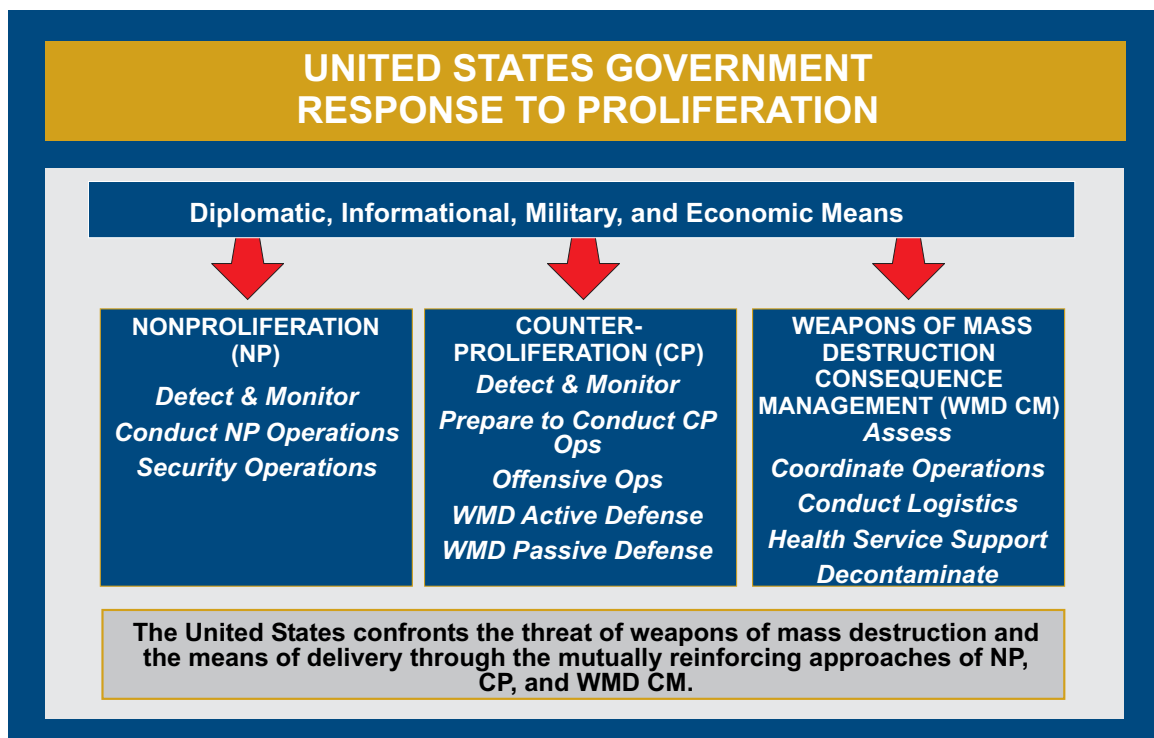 UNITED STATES GOVERNMENT
RESPONSE TO PROLIFERATION
Diplomatic, Informational, Military, and Economic Means
NONPROLIFERATION
(NP)
Detect & Monitor
Conduct NP Operations
Security Operations
COUNTER-
PROLIFERATION (CP)
Detect & Monitor
Prepare to Conduct CP
Ops
Offensive Ops
WMD Active Defense
WMD Passive Defense
WEAPONS OF MASS
DESTRUCTION
CONSEQUENCE
MANAGEMENT (WMD CM)
Assess
Coordinate Operations
Conduct Logistics
Health Service Support
Decontaminate
The United States confronts the threat of weapons of mass destruction and
the means of delivery through the mutually reinforcing approaches of NP,
CP, and WMD CM.